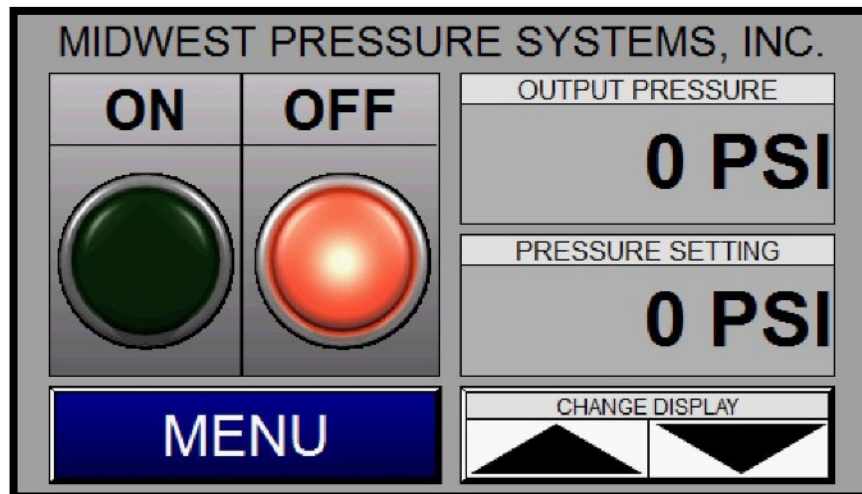 MIDWEST PRESSURE SYSTEMS, INC.
ON
OFF
OUTPUT PRESSURE
0 PSI
PRESSURE SETTING
0 PSI
MENU
CHANGE DISPLAY